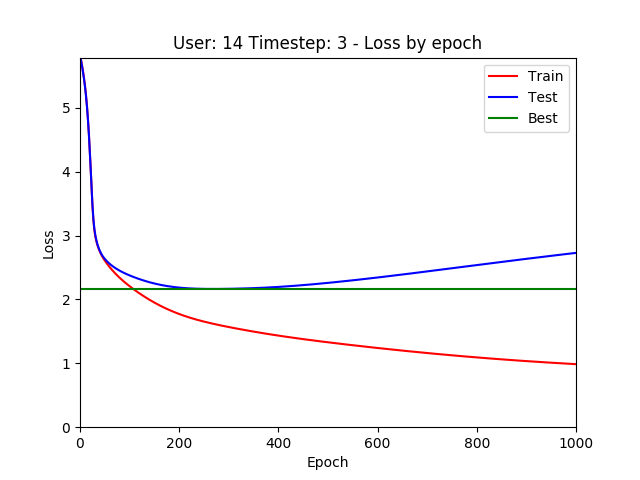 User: 14 Timestep: 3 - Loss by epoch
Train
Test
Best
5
4
3
2
1
0
Loss
0 200 400 600 800 1000
Epoch